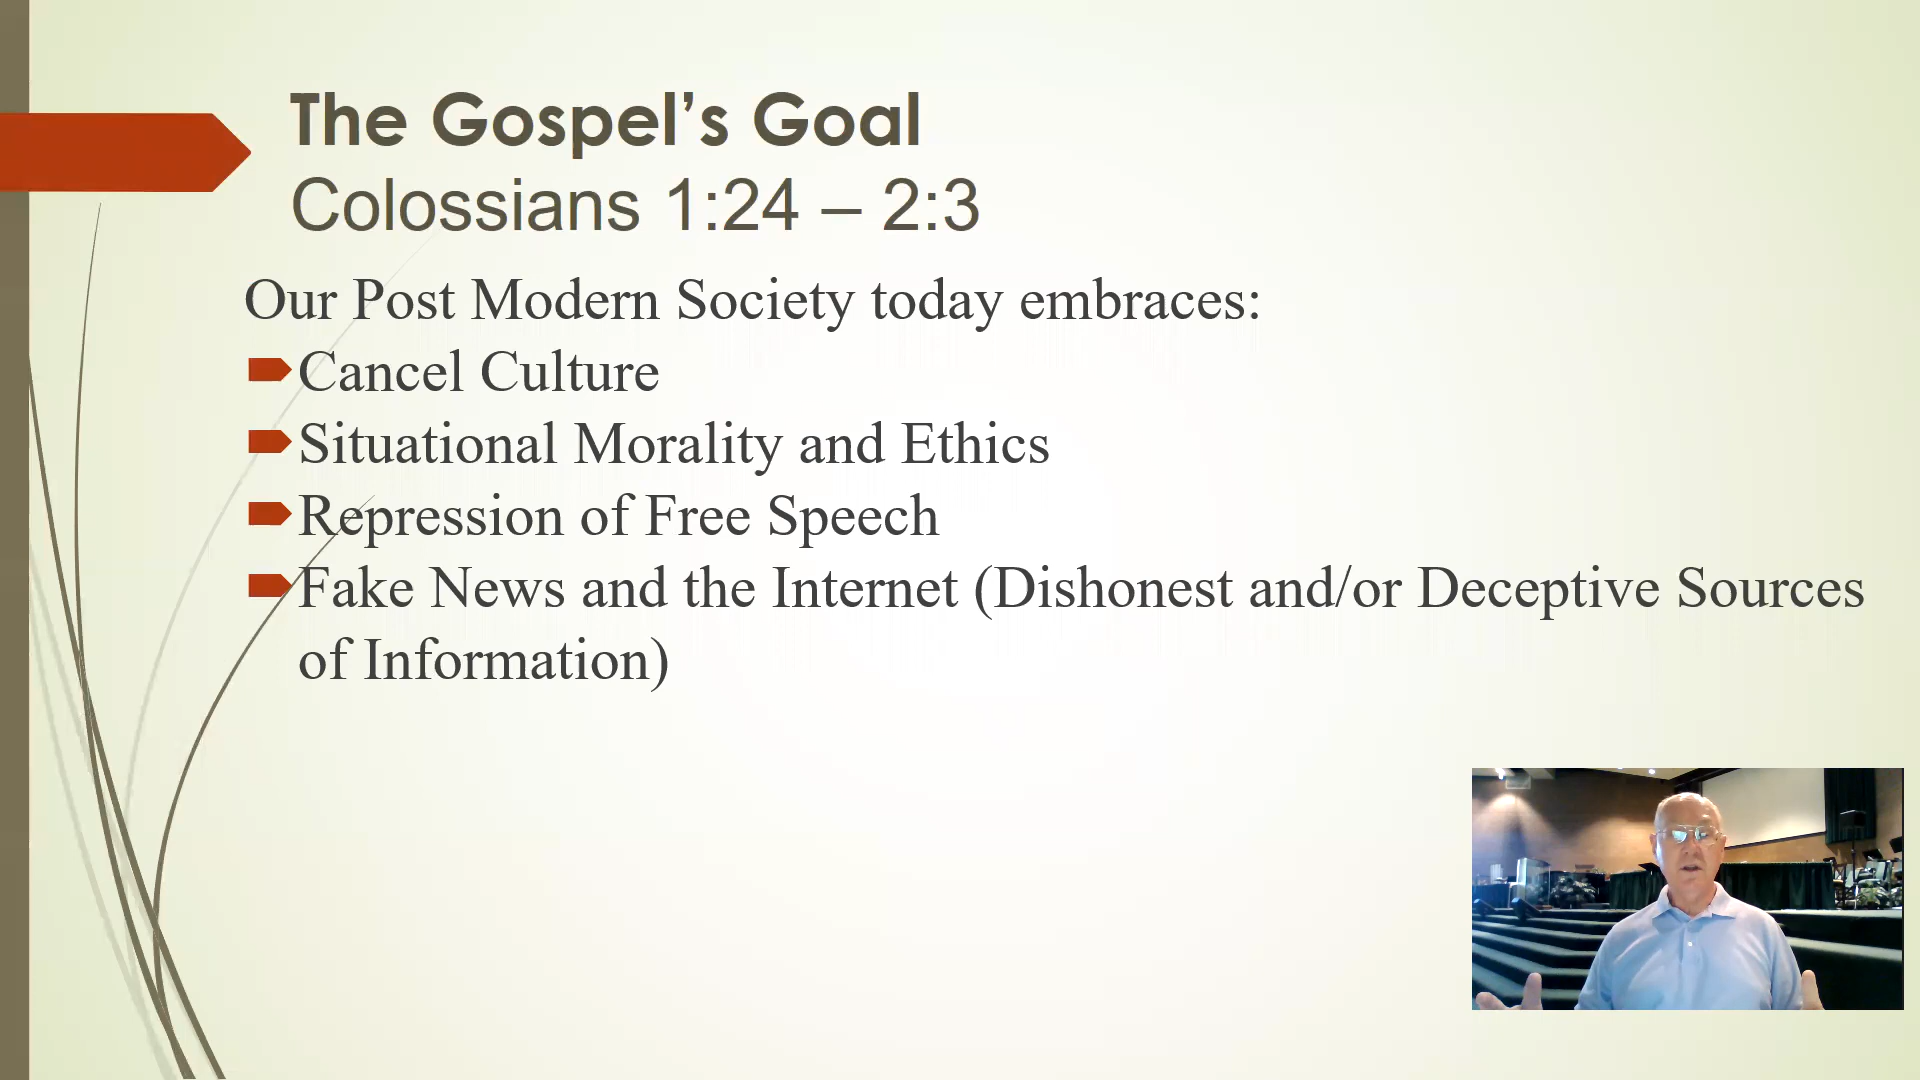 The Gospel’s Goal
Colossians 1:24 – 2:3
Our Post Modern Society today embraces:
Cancel Culture
Situational Morality and Ethics
Repression of Free Speech
Fake News and the Internet (Dishonest and/or Deceptive Sources
of Information)